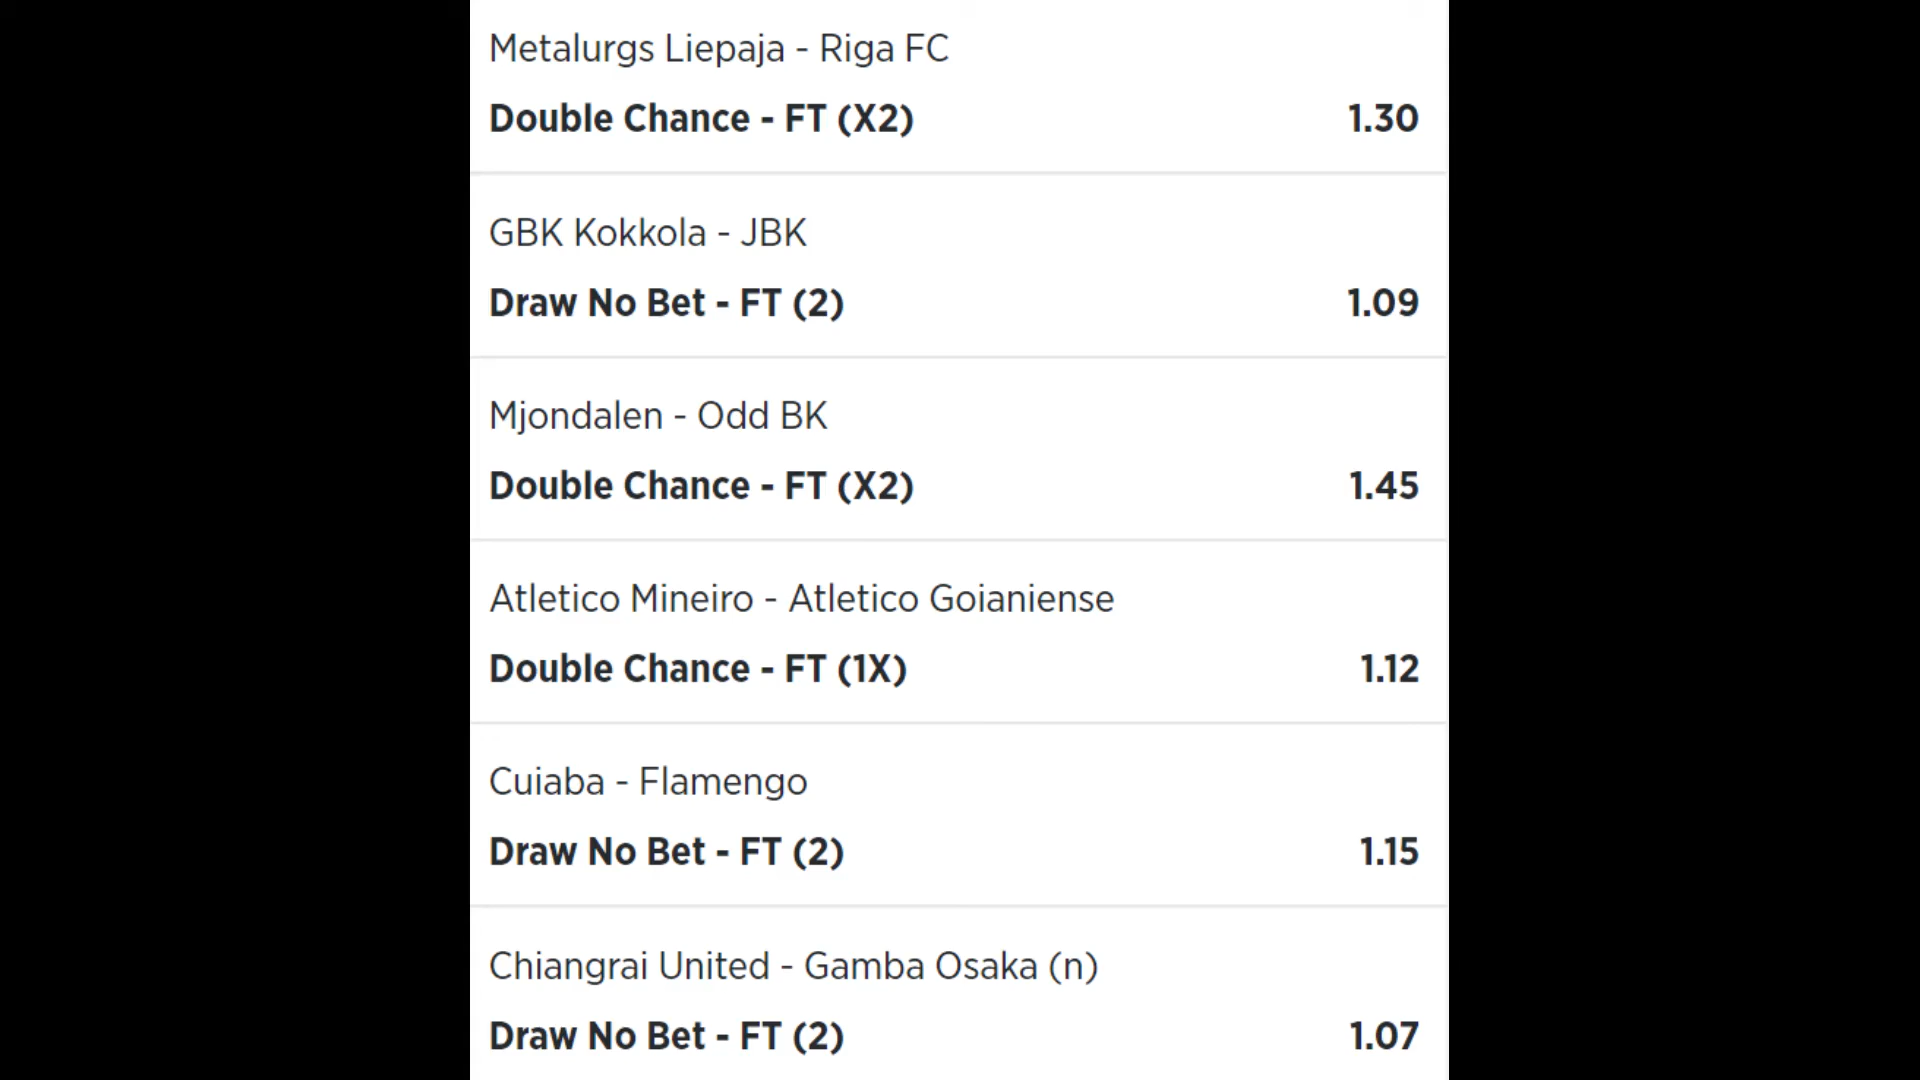 Metalurgs Liepaja - Riga FC
Double Chance - FT (X2) 1.30
GBK Kokkola - JBK
Draw No Bet - FT (2) 1.09
Mjondalen - Odd BK
Double Chance - FT (X2) 1.45
Atletico Mineiro - Atletico Goianiense
Double Chance - FT (1X) 1.12
Cuiaba - Flamengo
Draw No Bet - FT (2) 1.15
Chiangrai United - Gamba Osaka (n)
Draw No Bet - FT (2) 1.07